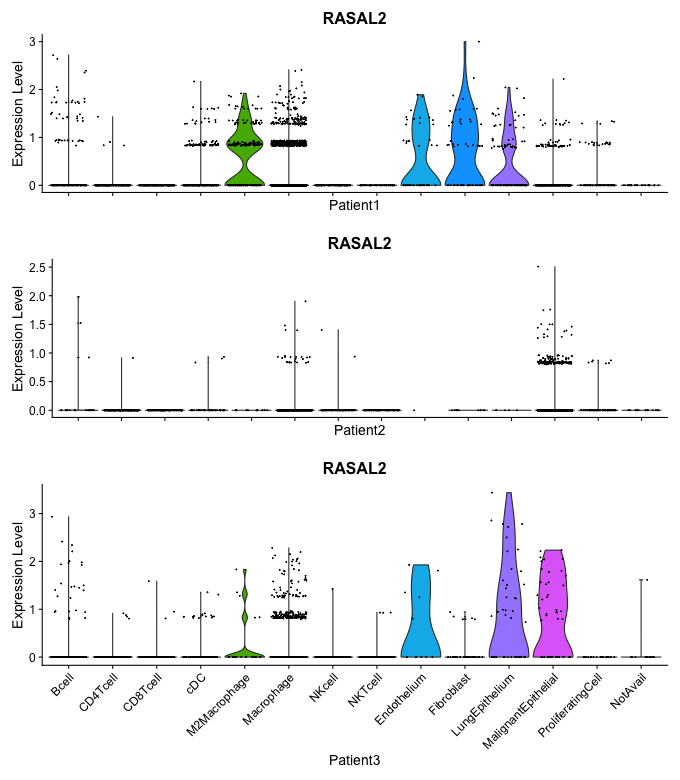 RASAL2
Expression Level
3
2
1
0
Patient1
RASAL2
Expression Level
2.5
2.0
1.5
1.0
0.5
0.0
Patient2
RASAL2
Expression Level
3
2
1
0
Bcell
CD4Tcell
CD8Tcell
cDC
M2Macrophage
Macrophage
NKcell
NKTcell
Endothelium
Fibroblast
LungEpithelium
MalignantEpithelial
ProliferatingCell
NotAvail
Patient3